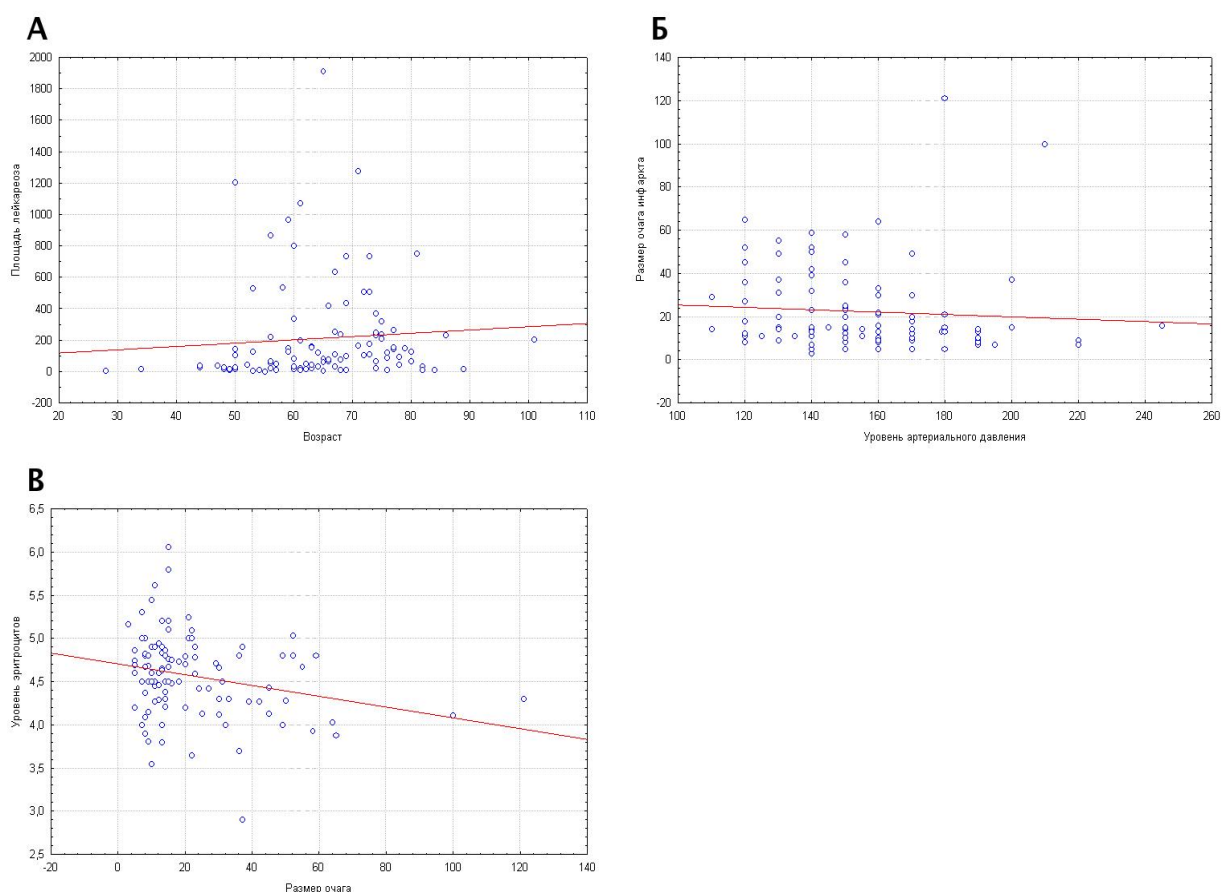 А
2000
1800
1600
1400
1200
1000
800
600
400
200
0
-200
Площадь лейкареоза
20 30 40 50 60 70 80 90 100 110
Возраст
Б
140
120
100
80
60
40
20
0
-20
Размер очага инфаркта
100 120 140 160 180 200 220 240 260
Уровень артериального давления
В
6,5
6,0
5,5
5,0
4,5
4,0
3,5
3,0
2,5
Уровень эритроцитов
-20 0 20 40 60 80 100 120 140
Размер очага